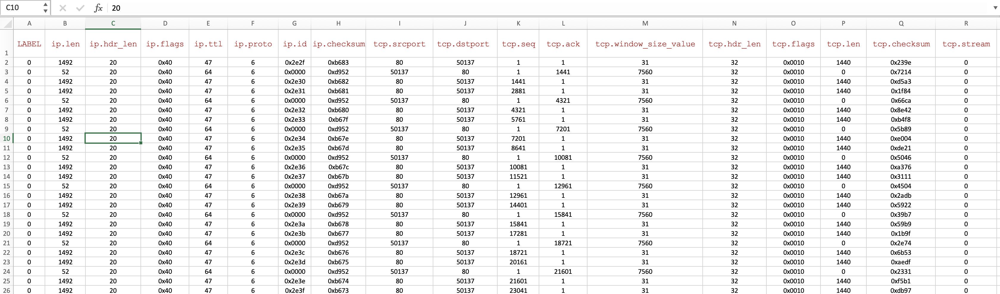 C10 fx 20
A B C D E F G H I J K L M N O P Q R
1 LABEL ip.len ip.hdr_len ip.flags ip.ttl ip.proto ip.id ip.checksum tcp.srcport tcp.dstport tcp.seq tcp.ack tcp.window_size_value tcp.hdr_len tcp.flags tcp.len tcp.checksum tcp.stream
2 0 1492 20 0x40 47 6 0x2e2f 0xb683 80 50137 1 1 31 32 0x0010 1440 0x239e 0
3 0 52 20 0x40 64 6 0x0000 0xd952 50137 80 1 1441 7560 32 0x0010 0 0x7214 0
4 0 1492 20 0x40 47 6 0x2e30 0xb682 80 50137 1441 1 31 32 0x0010 1440 0xd5a3 0
5 0 1492 20 0x40 47 6 0x2e31 0xb681 80 50137 2881 1 31 32 0x0010 1440 0x1f84 0
6 0 52 20 0x40 64 6 0x0000 0xd952 50137 80 1 4321 7560 32 0x0010 0 0x66ca 0
7 0 1492 20 0x40 47 6 0x2e32 0xb680 80 50137 4321 1 31 32 0x0010 1440 0x8e42 0
8 0 1492 20 0x40 47 6 0x2e33 0xb67f 80 50137 5761 1 31 32 0x0010 1440 0xb4f8 0
9 0 52 20 0x40 64 6 0x0000 0xd952 50137 80 1 7201 7560 32 0x0010 0 0x5b89 0
10 0 1492 20 0x40 47 6 0x2e34 0xb67e 80 50137 7201 1 31 32 0x0010 1440 0xe004 0
11 0 1492 20 0x40 47 6 0x2e35 0xb67d 80 50137 8641 1 31 32 0x0010 1440 0xde21 0
12 0 52 20 0x40 64 6 0x0000 0xd952 50137 80 1 10081 7560 32 0x0010 0 0x5046 0
13 0 1492 20 0x40 47 6 0x2e36 0xb67c 80 50137 10081 1 31 32 0x0010 1440 0xa376 0
14 0 1492 20 0x40 47 6 0x2e37 0xb67b 80 50137 11521 1 31 32 0x0010 1440 0x3111 0
15 0 52 20 0x40 64 6 0x0000 0xd952 50137 80 1 12961 7560 32 0x0010 0 0x4504 0
16 0 1492 20 0x40 47 6 0x2e38 0xb67a 80 50137 12961 1 31 32 0x0010 1440 0x2adb 0
17 0 1492 20 0x40 47 6 0x2e39 0xb679 80 50137 14401 1 31 32 0x0010 1440 0x5922 0
18 0 52 20 0x40 64 6 0x0000 0xd952 50137 80 1 15841 7560 32 0x0010 0 0x39b7 0
19 0 1492 20 0x40 47 6 0x2e3a 0xb678 80 50137 15841 1 31 32 0x0010 1440 0x59b9 0
20 0 1492 20 0x40 47 6 0x2e3b 0xb677 80 50137 17281 1 31 32 0x0010 1440 0x1b9f 0
21 0 52 20 0x40 64 6 0x0000 0xd952 50137 80 1 18721 7560 32 0x0010 0 0x2e74 0
22 0 1492 20 0x40 47 6 0x2e3c 0xb676 80 50137 18721 1 31 32 0x0010 1440 0x6b53 0
23 0 1492 20 0x40 47 6 0x2e3d 0xb675 80 50137 20161 1 31 32 0x0010 1440 0xaedf 0
24 0 52 20 0x40 64 6 0x0000 0xd952 50137 80 1 21601 7560 32 0x0010 0 0x2331 0
25 0 1492 20 0x40 47 6 0x2e3e 0xb674 80 50137 21601 1 31 32 0x0010 1440 0xf5b1 0
26 0 1492 20 0x40 47 6 0x2e3f 0xb673 80 50137 23041 1 31 32 0x0010 1440 0xdb97 0